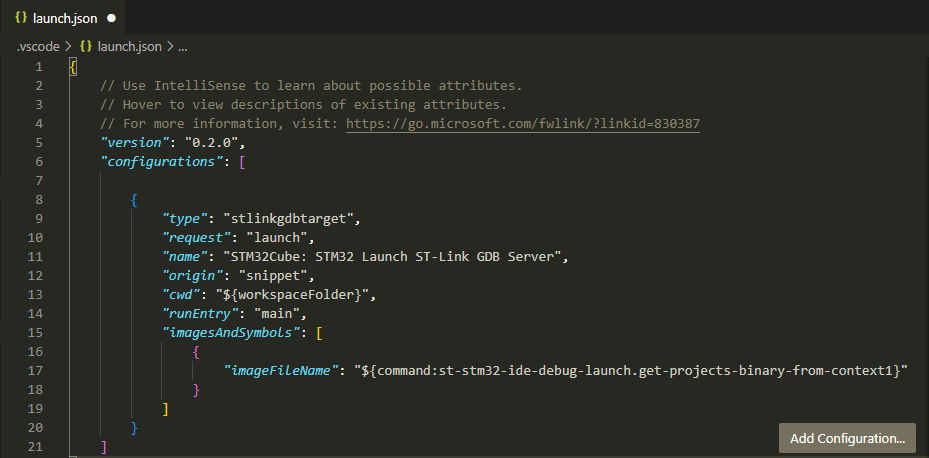 {} launch.json ●
.vscode > {} launch.json > ...
1 {
2 // Use IntelliSense to learn about possible attributes.
3 // Hover to view descriptions of existing attributes.
4 // For more information, visit: https://go.microsoft.com/fwlink/?linkid=830387
5 "version": "0.2.0",
6 "configurations": [
7
8 {
9 "type": "stlinkgdbtarget",
10 "request": "launch",
11 "name": "STM32Cube: STM32 Launch ST-Link GDB Server",
12 "origin": "snippet",
13 "cwd": "${workspaceFolder}",
14 "runEntry": "main",
15 "imagesAndSymbols": [
16 {
17 "imageFileName": "${command:st-stm32-ide-debug-launch.get-projects-binary-from-context1}"
18 }
19 ]
20 }
21 ]
Add Configuration...